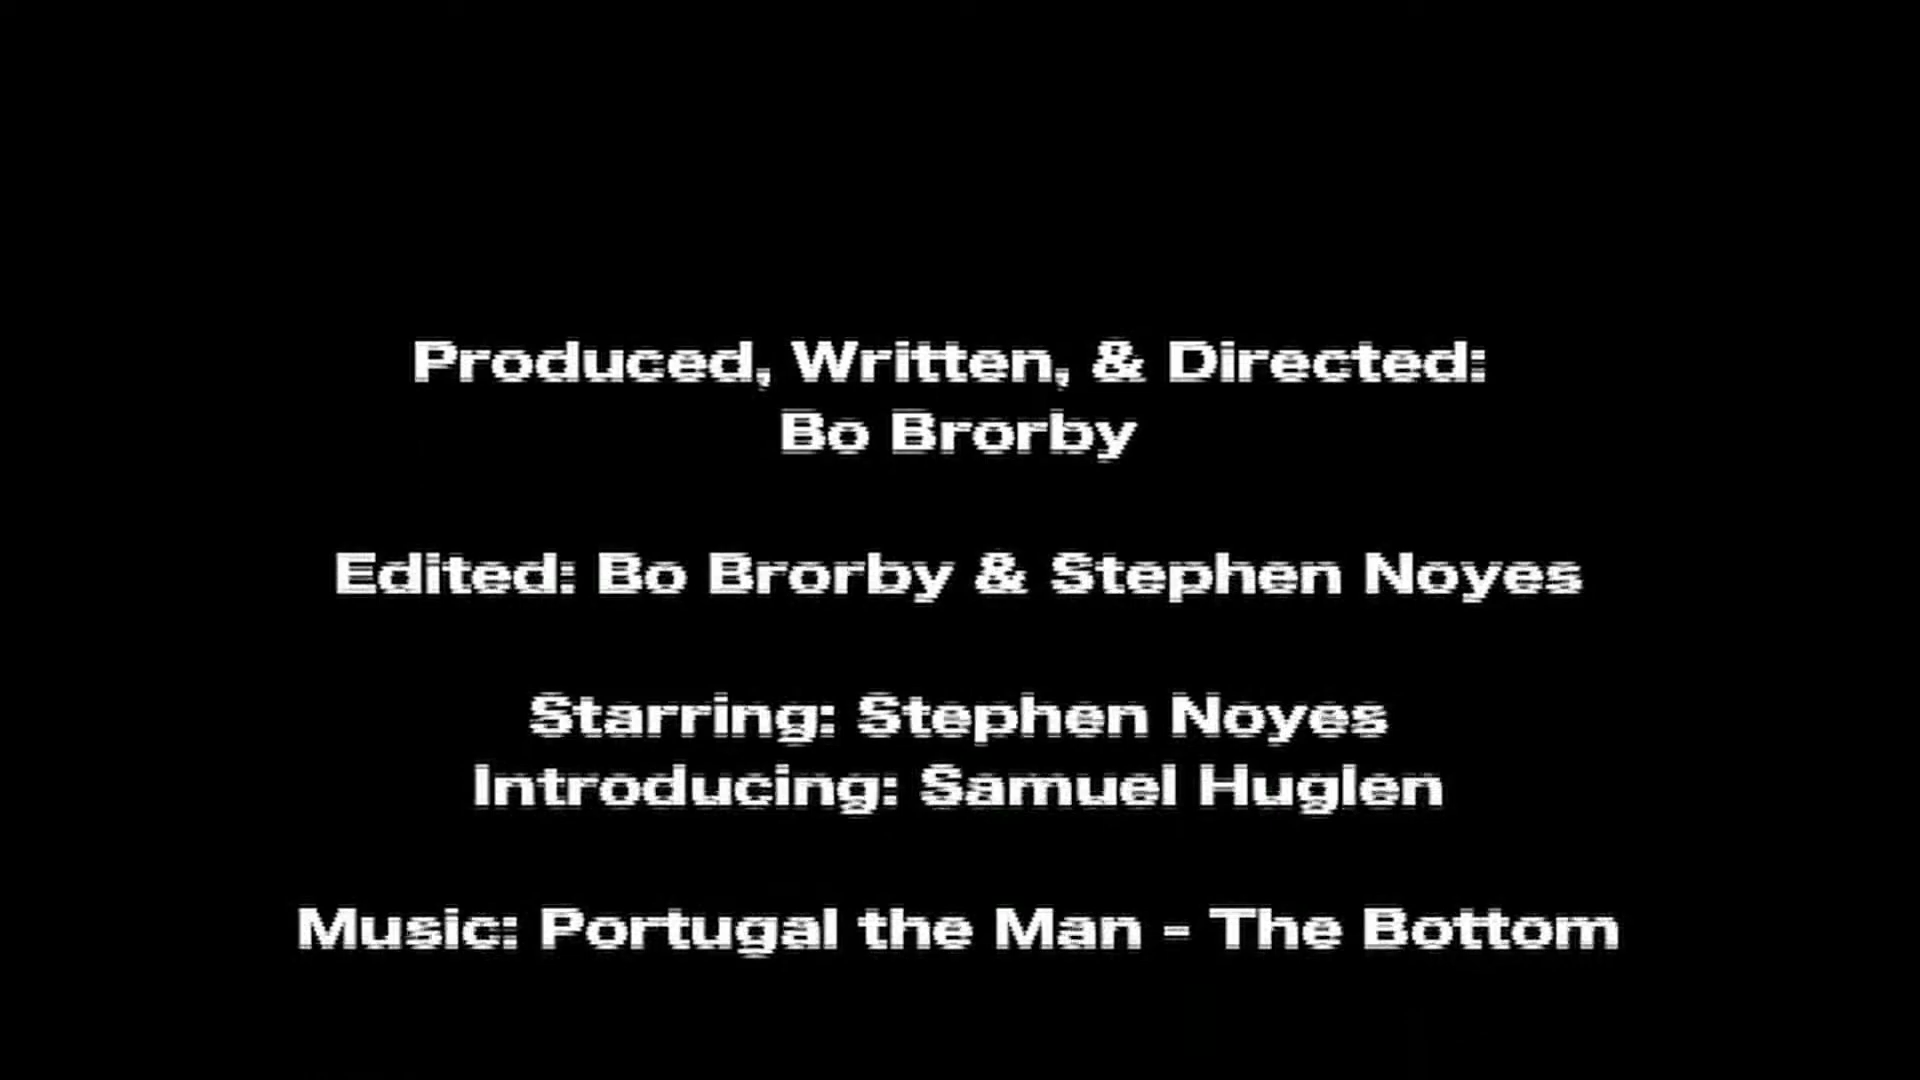 Produced, Written, & Directed:
Bo Brorby
Edited: Bo Brorby & Stephen Noyes
Starring: Stephen Noyes
Introducing: Samuel Huglen
Music: Portugal the Man - The Bottom